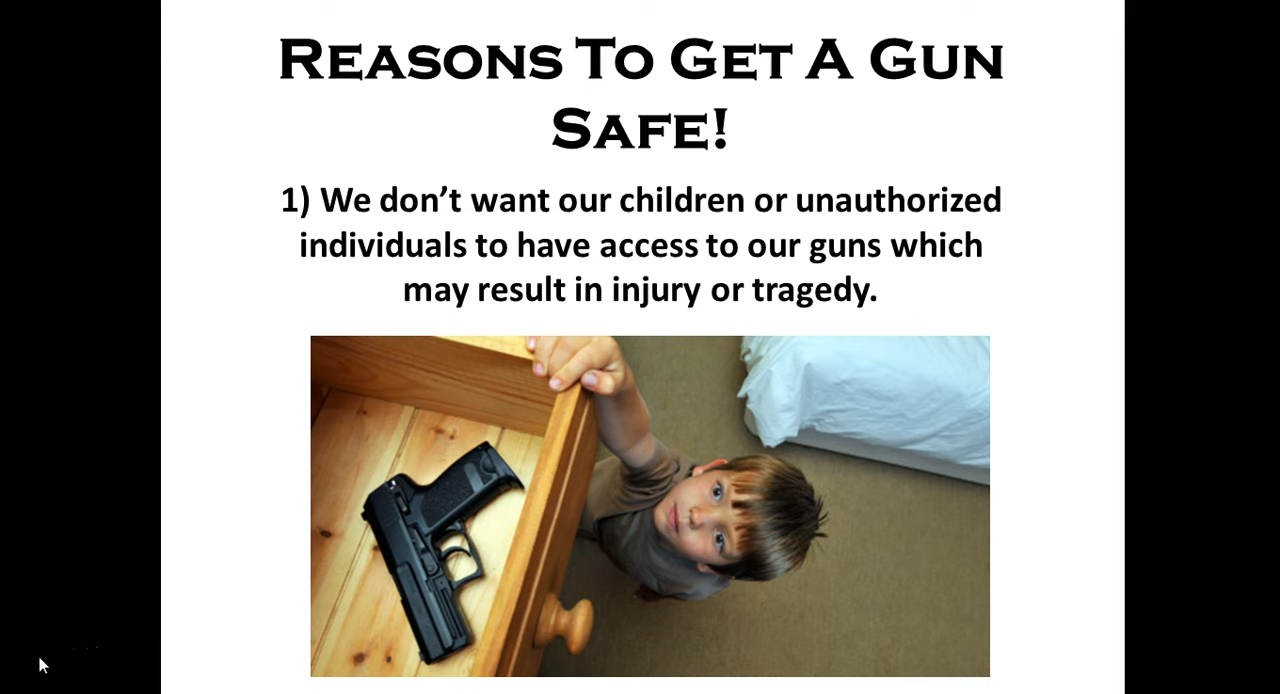 Reasons To Get A Gun
Safe!
1) We don’t want our children or unauthorized
individuals to have access to our guns which
may result in injury or tragedy.